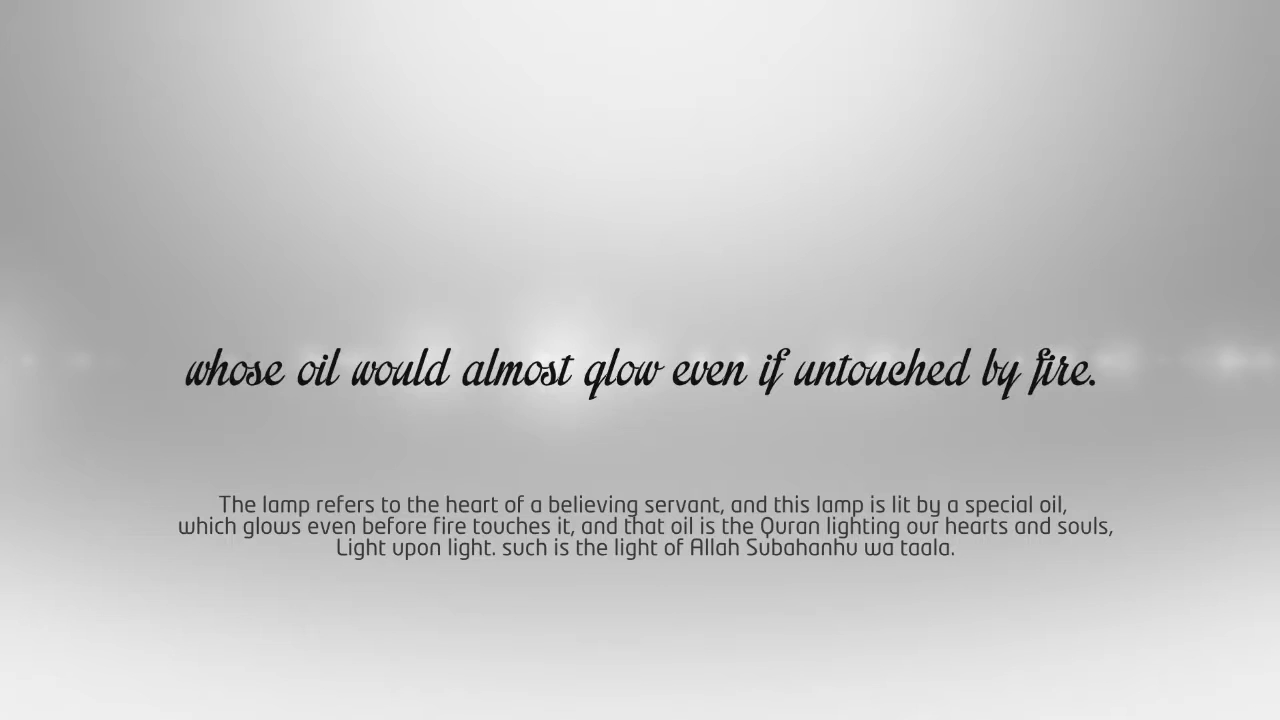 whose oil would almost glow even if untouched by fire.
The lamp refers to the heart of a believing servant, and this lamp is lit by a special oil,
which glows even before fire touches it, and that oil is the Quran lighting our hearts and souls,
Light upon light. such is the light of Allah Subahanhu wa taala.